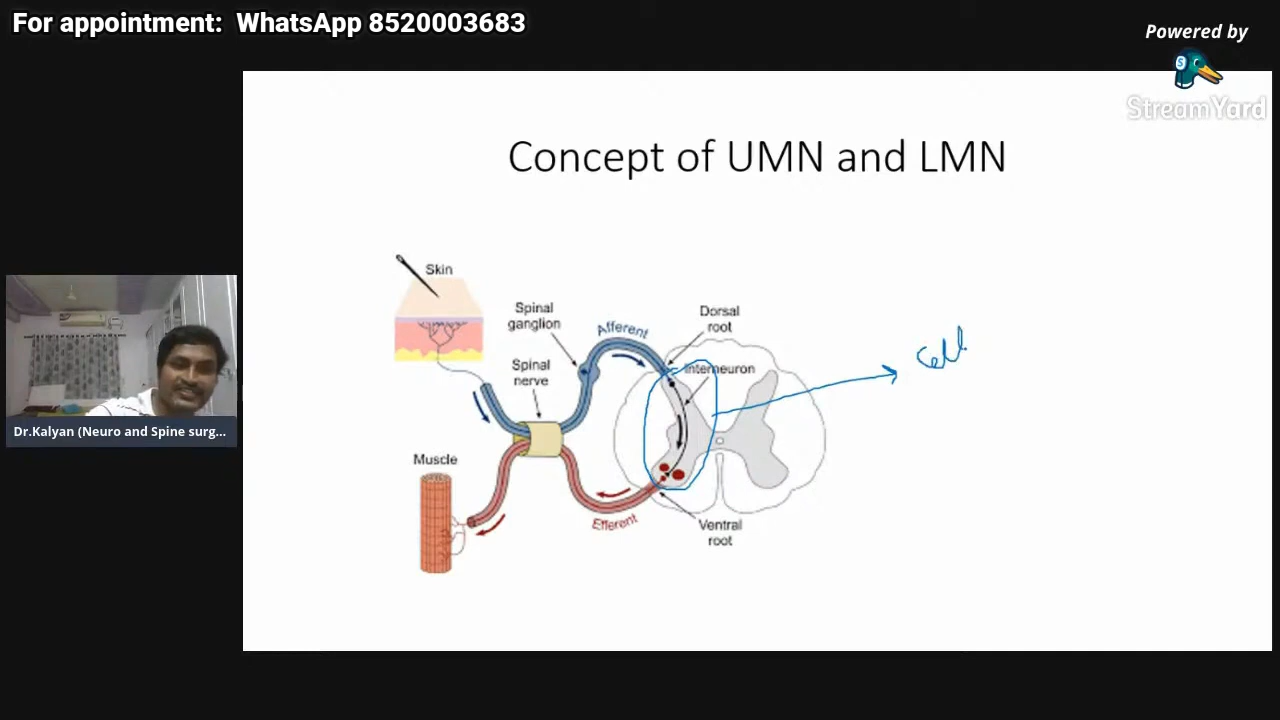 For appointment: WhatsApp 8520003683
Powered by
S
StreamYard
Concept of UMN and LMN
Skin
Spinal
ganglion
Afferent
Dorsal
root
Spinal
nerve
Interneuron
Cell
Muscle
Efferent
Ventral
root
Dr.Kalyan (Neuro and Spine surg...